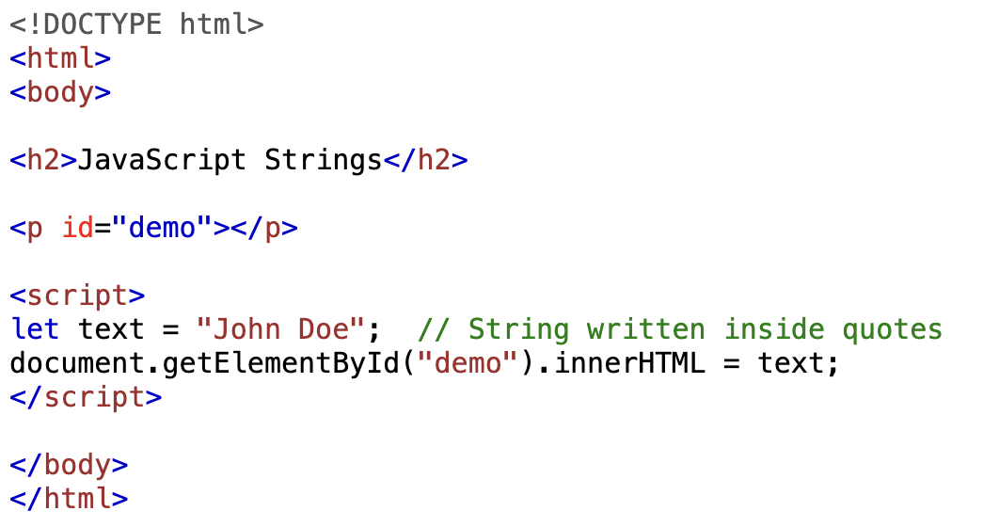 <!DOCTYPE html>
<html>
<body>
<h2>JavaScript Strings</h2>
<p id="demo"></p>
<script>
let text = "John Doe";  // String written inside quotes
document.getElementById("demo").innerHTML = text;
</script>
</body>
</html>